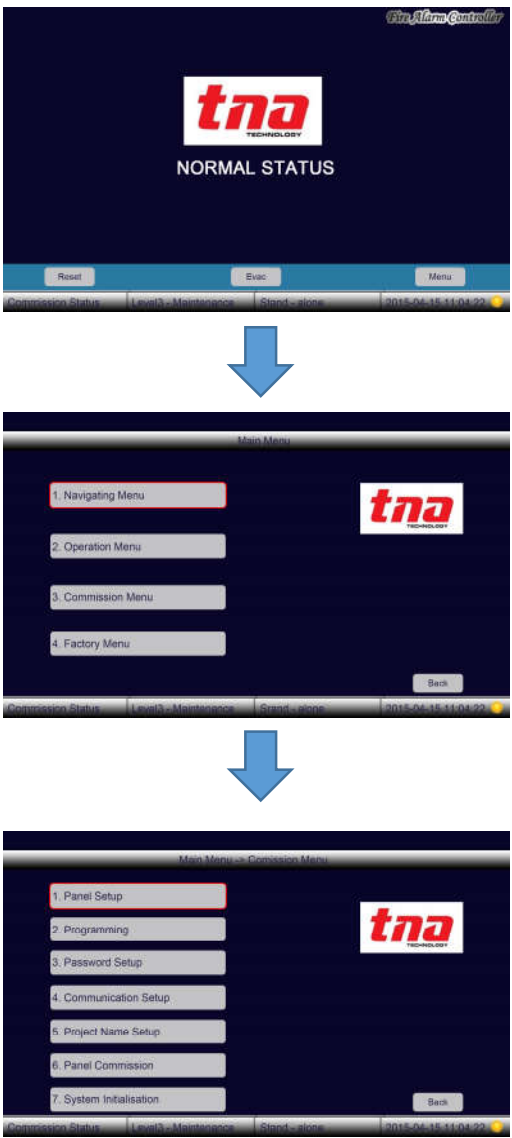 Fire Alarm Controller
tna
TECHNOLOGY
NORMAL STATUS
Reset Evac Menu
Commission Status Level3 - Maintenance Stand - alone 2015-04-15 11:04:22
Main Menu
1. Navigating Menu
tna
TECHNOLOGY
2. Operation Menu
3. Commission Menu
4. Factory Menu
Back
Commission Status Level3 - Maintenance Strand - alone 2015-04-15 11:04:22
Main Menu -> Comission Menu
1. Panel Setup
2. Programming
tna
TECHNOLOGY
3. Password Setup
4. Communication Setup
5. Project Name Setup
6. Panel Commission
7. System Initialisation
Back
Commission Status Level3 - Maintenance Stand - alone 2015-04-15 11:04:22